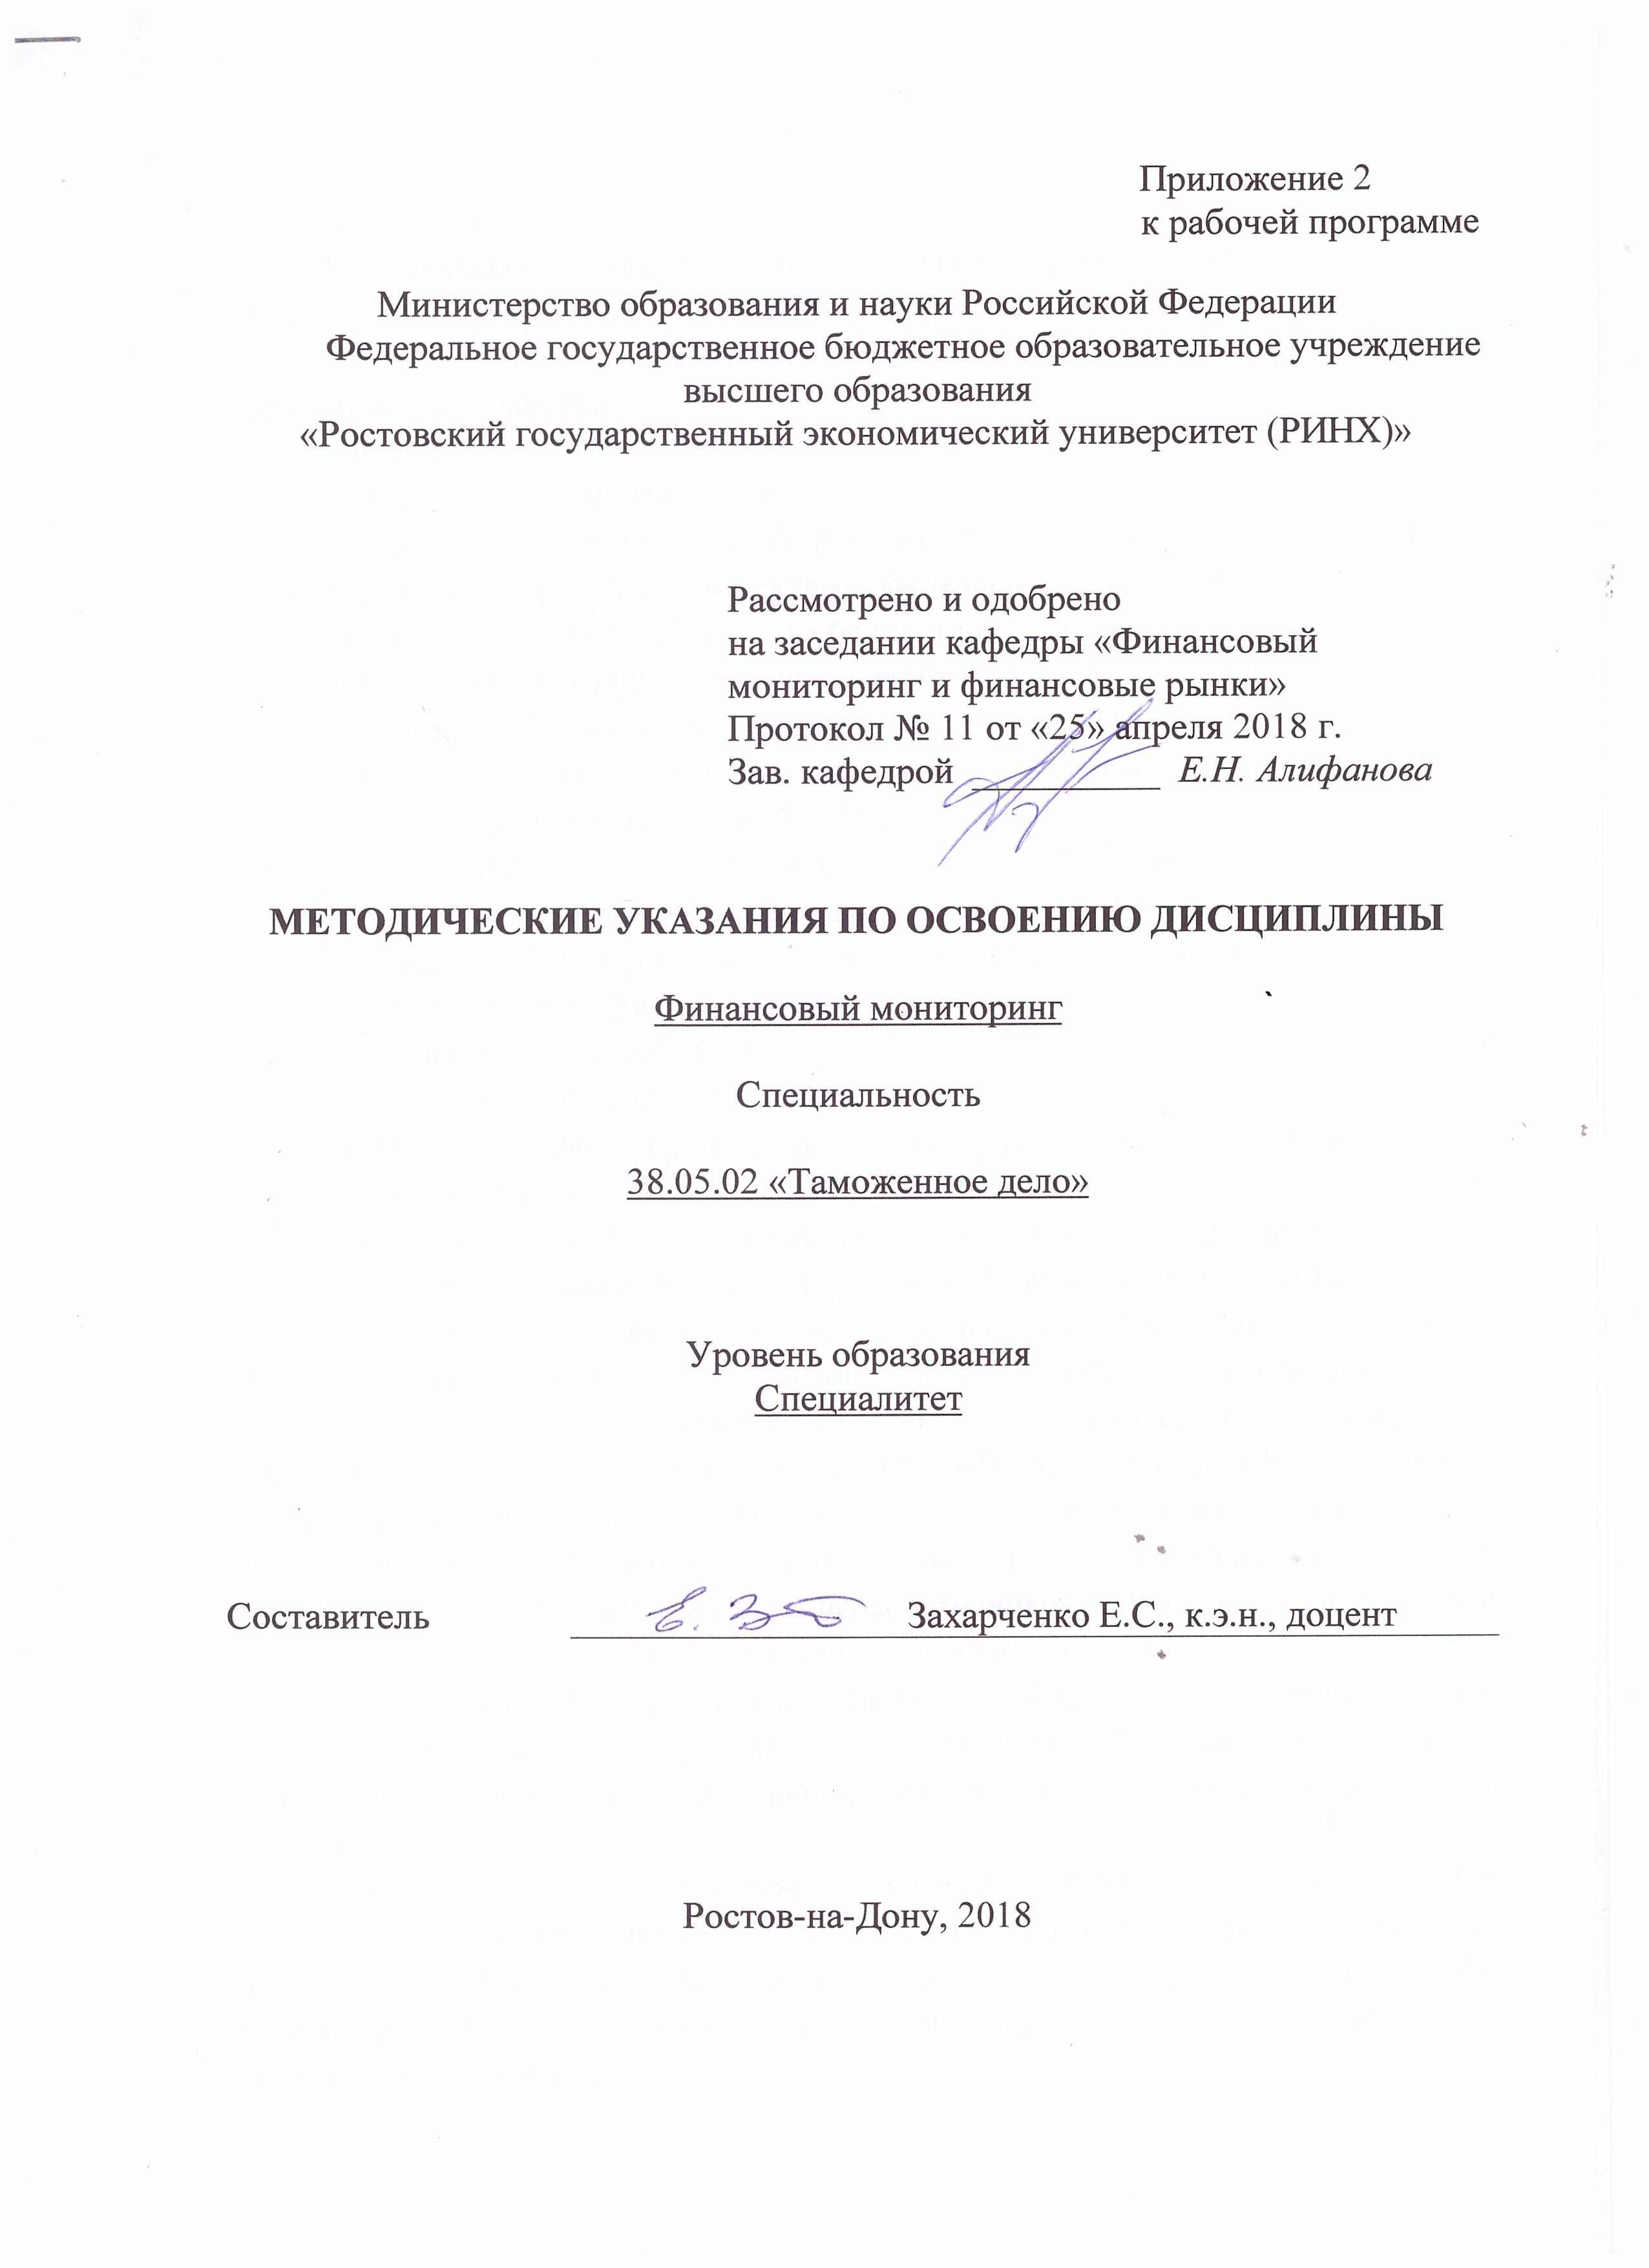 Приложение 2
к рабочей программе
Министерство образования и науки Российской Федерации
Федеральное государственное бюджетное образовательное учреждение
высшего образования
«Ростовский государственный экономический университет (РИНХ)»
Рассмотрено и одобрено
на заседании кафедры «Финансовый
мониторинг и финансовые рынки»
Протокол № 11 от «25» апреля 2018 г.
Зав. кафедрой __________ Е.Н. Алифанова
МЕТОДИЧЕСКИЕ УКАЗАНИЯ ПО ОСВОЕНИЮ ДИСЦИПЛИНЫ
Финансовый мониторинг
Специальность
38.05.02 «Таможенное дело»
Уровень образования
Специалитет
Составитель Захарченко Е.С., к.э.н., доцент
Ростов-на-Дону, 2018